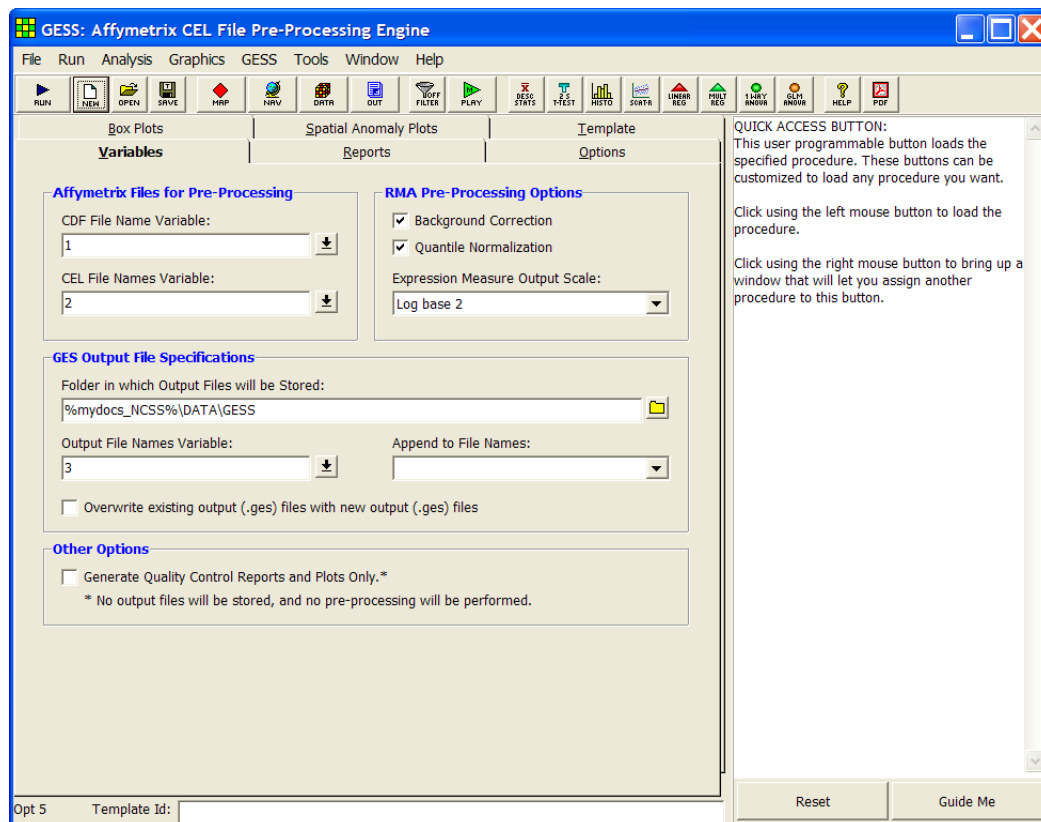 GESS: Affymetrix CEL File Pre-Processing Engine
File Run Analysis Graphics GESS Tools Window Help
RUN NEW OPEN SAVE MAP NAV DATA OUT OFF FILTER PLAY X DESC STATS T 2 S T-TEST HISTO SCAT-R LINEAR REG MULT REG 1 WAY ANOVA GLM ANOVA ? HELP PDF
Box Plots Spatial Anomaly Plots Template
Variables Reports Options
Affymetrix Files for Pre-Processing
CDF File Name Variable:
1
CEL File Names Variable:
2
RMA Pre-Processing Options
Background Correction
Quantile Normalization
Expression Measure Output Scale:
Log base 2
GES Output File Specifications
Folder in which Output Files will be Stored:
%mydocs_NCSS%\DATA\GESS
Output File Names Variable:
3
Append to File Names:
Overwrite existing output (.ges) files with new output (.ges) files
Other Options
Generate Quality Control Reports and Plots Only.*
* No output files will be stored, and no pre-processing will be performed.
QUICK ACCESS BUTTON:
This user programmable button loads the
specified procedure. These buttons can be
customized to load any procedure you want.
Click using the left mouse button to load the
procedure.
Click using the right mouse button to bring up a
window that will let you assign another
procedure to this button.
Opt 5 Template Id:
Reset Guide Me